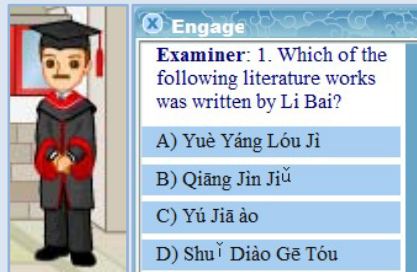 Engage
Examiner: 1. Which of the
following literature works
was written by Li Bai?
A) Yuè Yáng Lóu Jì
B) Qiāng Jìn Jiǔ
C) Yú Jiā ào
D) Shuǐ Diào Gē Tóu